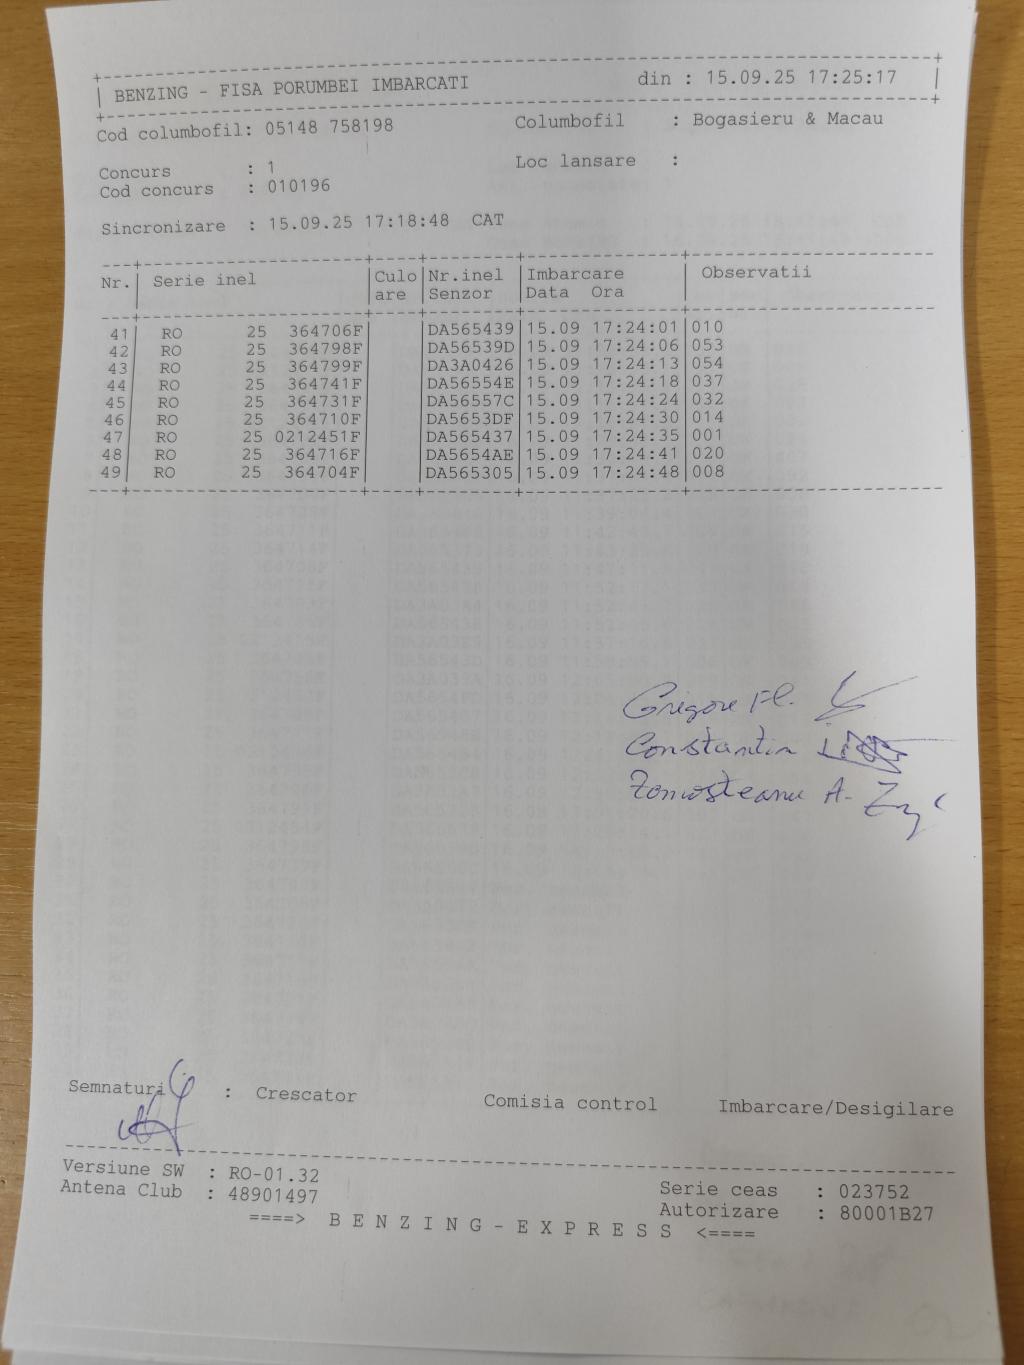 BENZING - FISA PORUMBEI IMBARCATI din : 15.09.25 17:25:17
Cod columbofil: 05148 758198 Columbofil : Bogasieru & Macau
Concurs : 1 Loc lansare :
Cod concurs : 010196
Sincronizare : 15.09.25 17:18:48 CAT
Nr. Serie inel Culo Nr.inel Imbarcare Observatii
are Senzor Data Ora
41 RO 25 364706F DA565439 15.09 17:24:01 010
42 RO 25 364798F DA56539D 15.09 17:24:06 053
43 RO 25 364799F DA3A0426 15.09 17:24:13 054
44 RO 25 364741F DA56554E 15.09 17:24:18 037
45 RO 25 364731F DA56557C 15.09 17:24:24 032
46 RO 25 364710F DA5653DF 15.09 17:24:30 014
47 RO 25 0212451F DA565437 15.09 17:24:35 001
48 RO 25 364716F DA5654AE 15.09 17:24:41 020
49 RO 25 364704F DA565305 15.09 17:24:48 008
Grigore Fl.
Constantin
A.
Semnaturi : Crescator Comisia control Imbarcare/Desigilare
Versiune SW : RO-01.32 Serie ceas : 023752
Antena Club : 48901497 Autorizare : 80001B27
====> B E N Z I N G - E X P R E S S <====